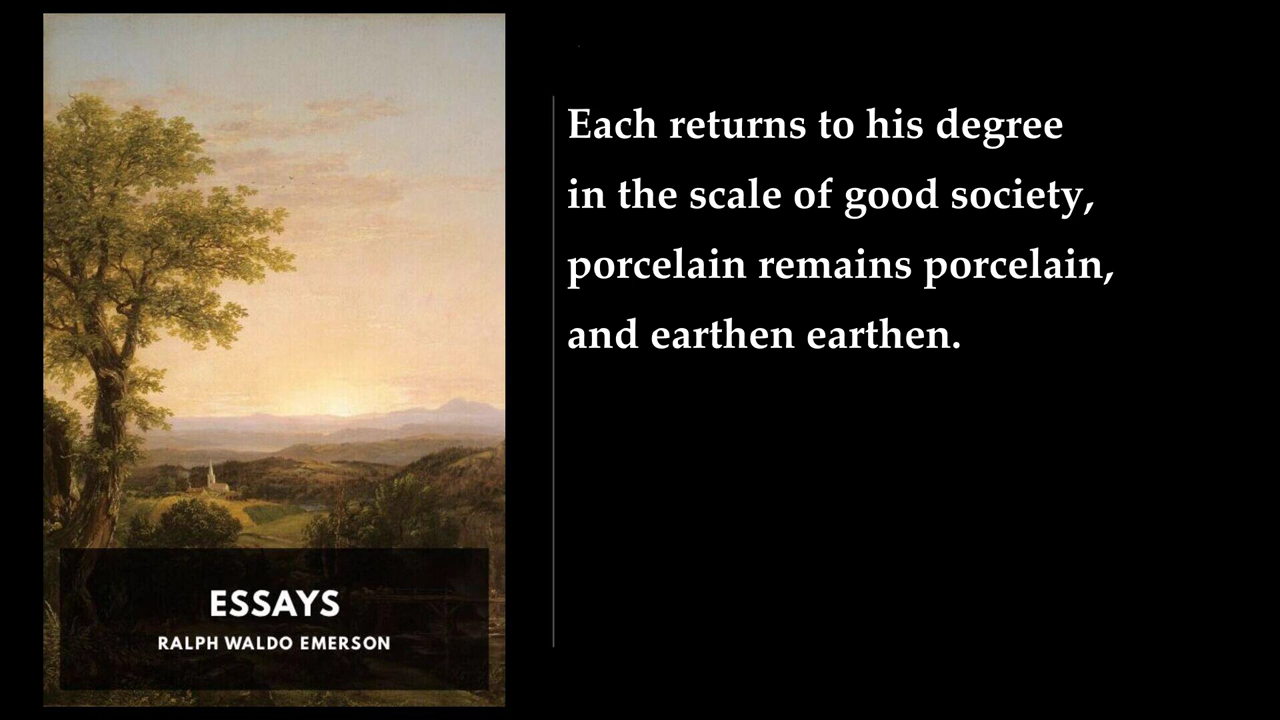 Each returns to his degree
in the scale of good society,
porcelain remains porcelain,
and earthen earthen.
ESSAYS
RALPH WALDO EMERSON